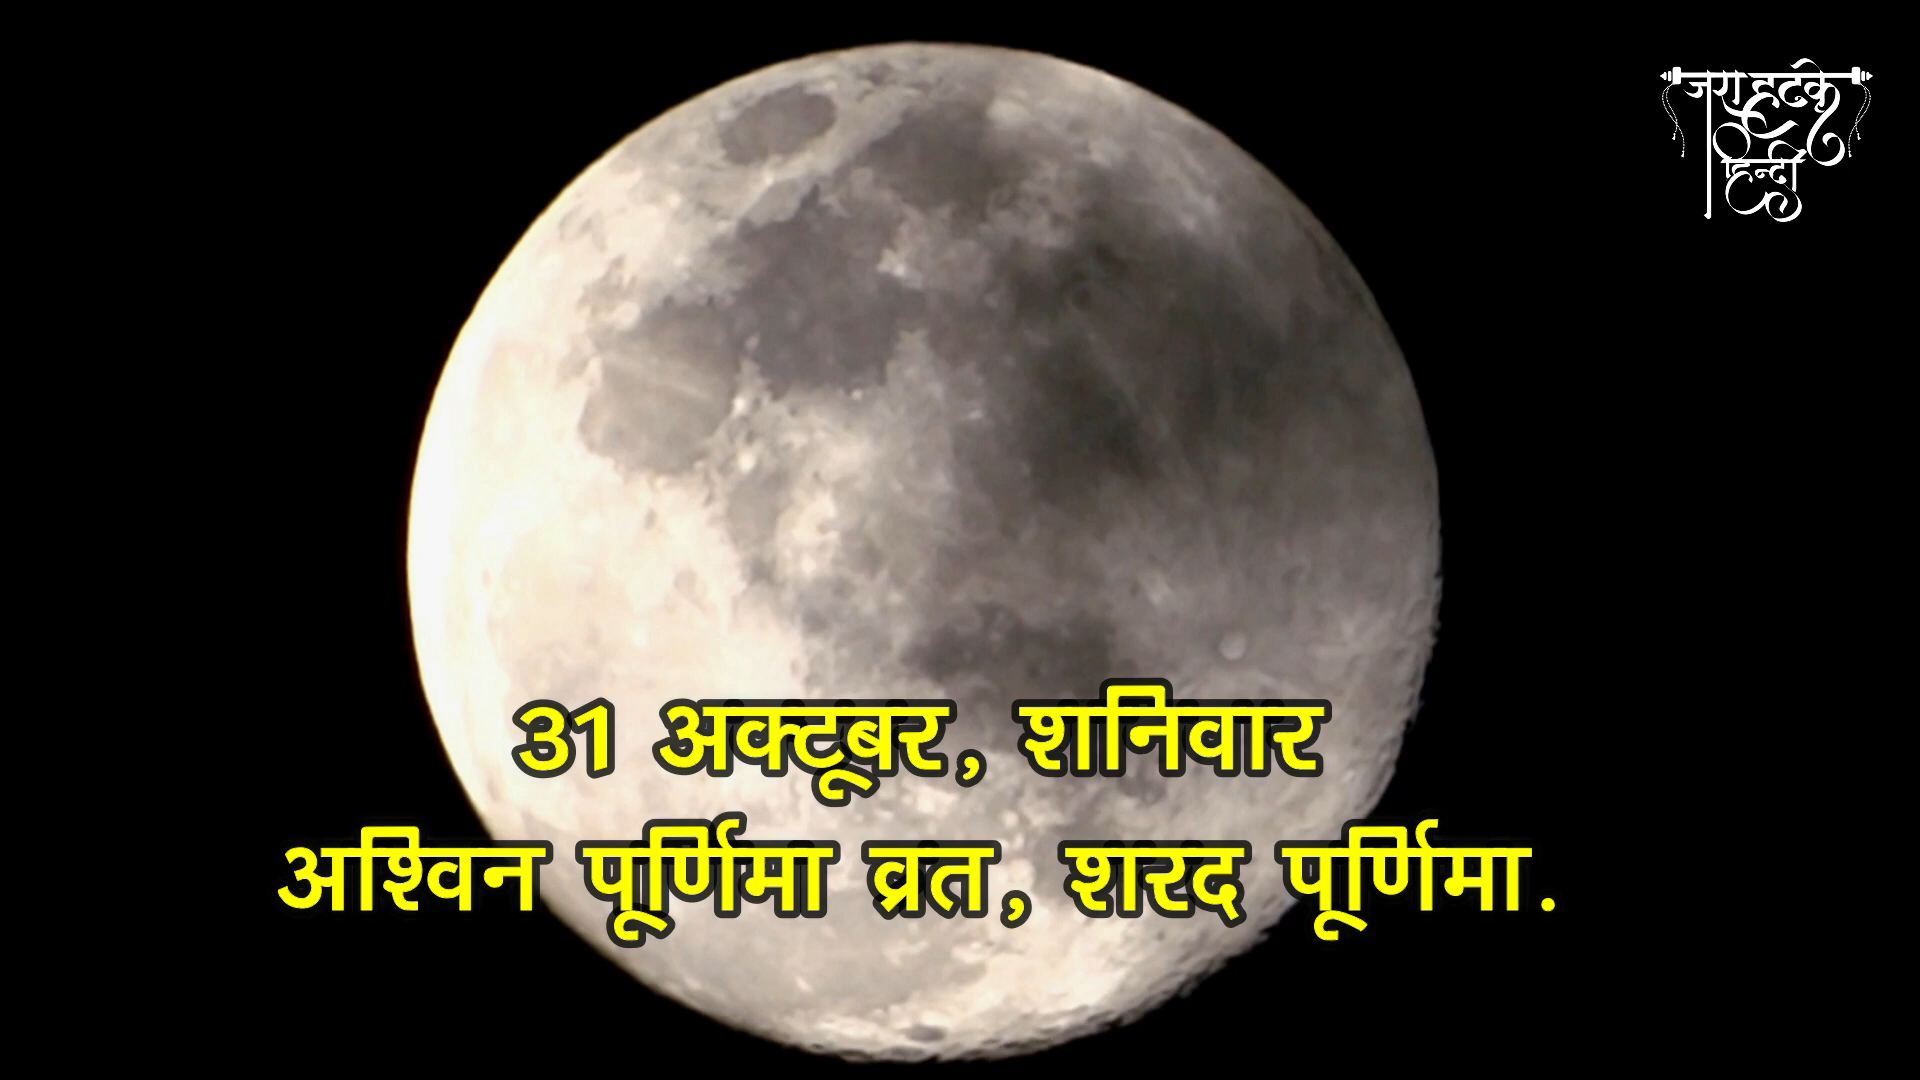 जरा हटके
हिन्दी
31 अक्टूबर, शनिवार
अश्विन पूर्णिमा व्रत, शरद पूर्णिमा.